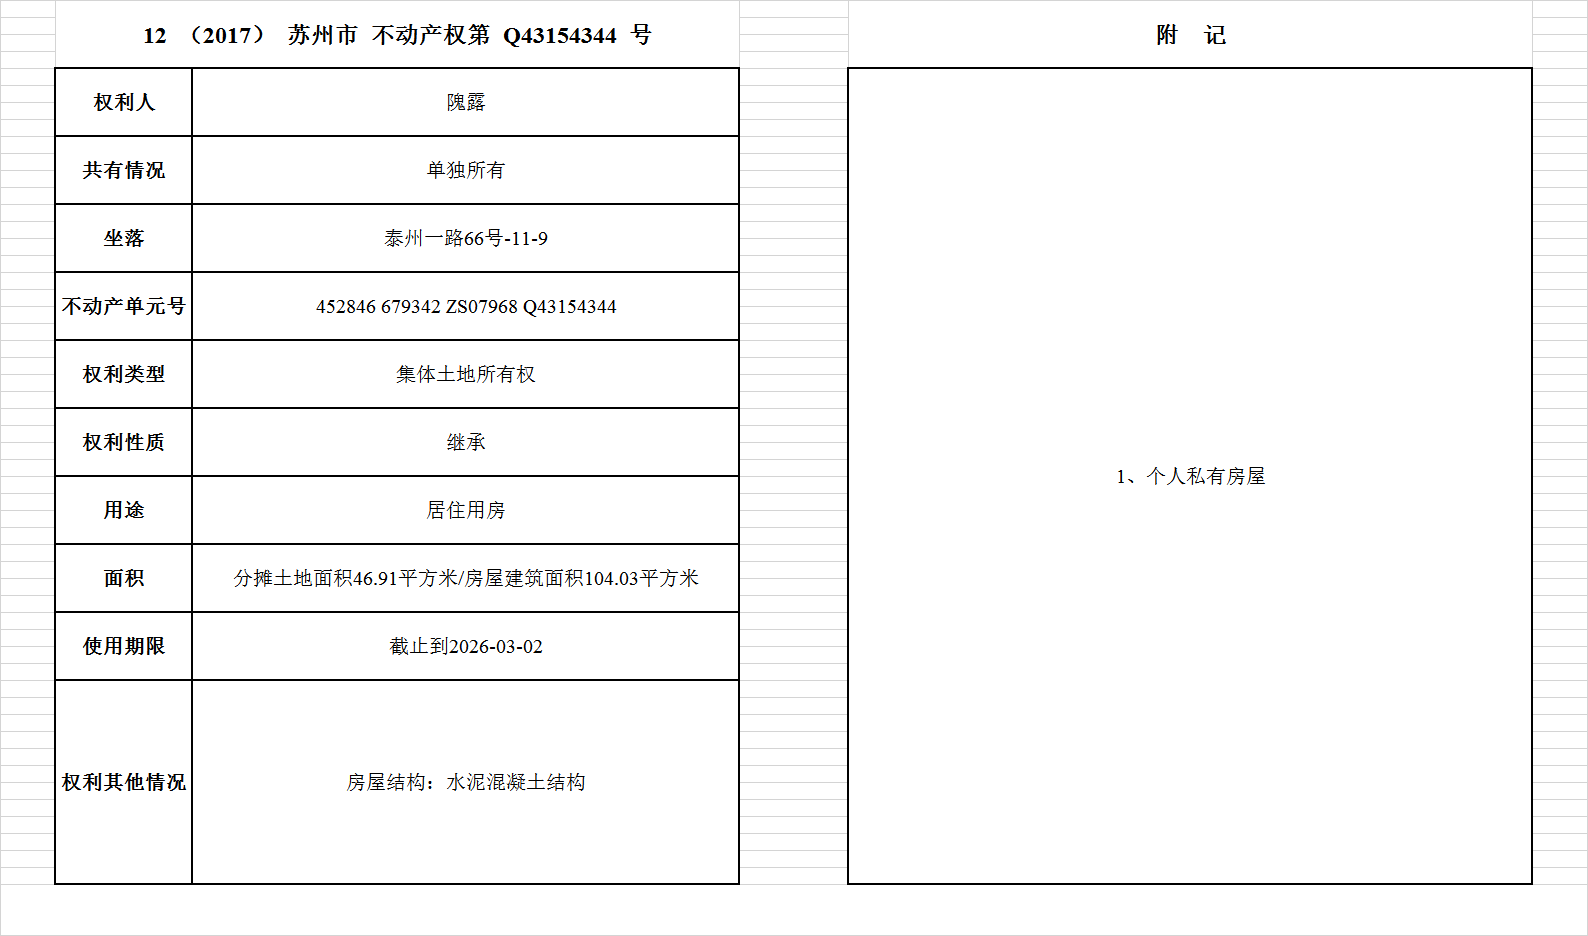 12 （2017） 苏州市 不动产权第 Q43154344 号
权利人 隗露
共有情况 单独所有
坐落 泰州一路66号-11-9
不动产单元号 452846 679342 ZS07968 Q43154344
权利类型 集体土地所有权
权利性质 继承
用途 居住用房
面积 分摊土地面积46.91平方米/房屋建筑面积104.03平方米
使用期限 截止到2026-03-02
权利其他情况 房屋结构：水泥混凝土结构
附 记
1、个人私有房屋